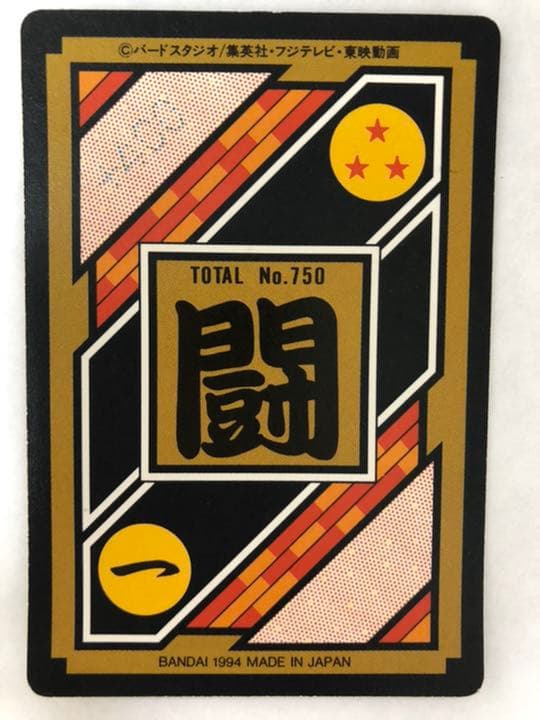 ©バードスタジオ/集英社・フジテレビ・東映動画
TOTAL No.750
闘
一
BANDAI 1994 MADE IN JAPAN